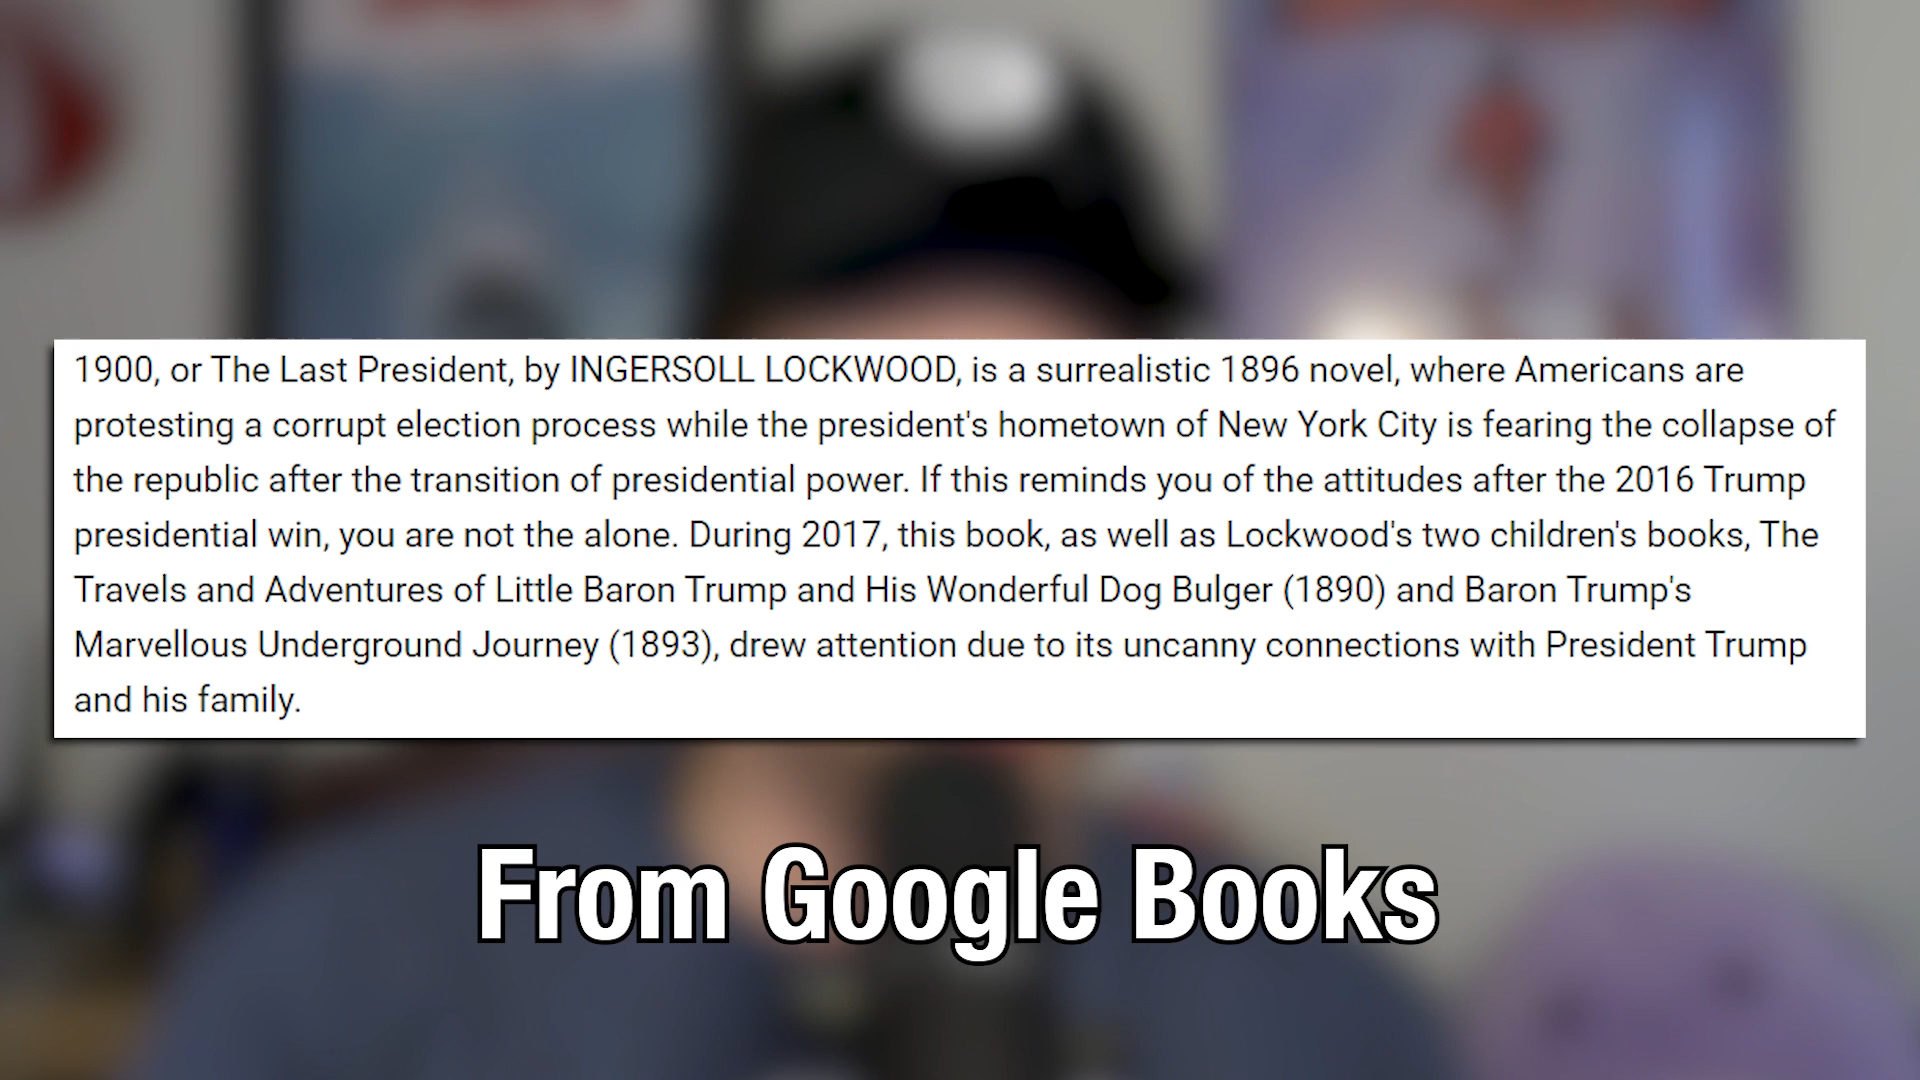 1900, or The Last President, by INGERSOLL LOCKWOOD, is a surrealistic 1896 novel, where Americans are
protesting a corrupt election process while the president's hometown of New York City is fearing the collapse of
the republic after the transition of presidential power. If this reminds you of the attitudes after the 2016 Trump
presidential win, you are not the alone. During 2017, this book, as well as Lockwood's two children's books, The
Travels and Adventures of Little Baron Trump and His Wonderful Dog Bulger (1890) and Baron Trump's
Marvellous Underground Journey (1893), drew attention due to its uncanny connections with President Trump
and his family.
From Google Books